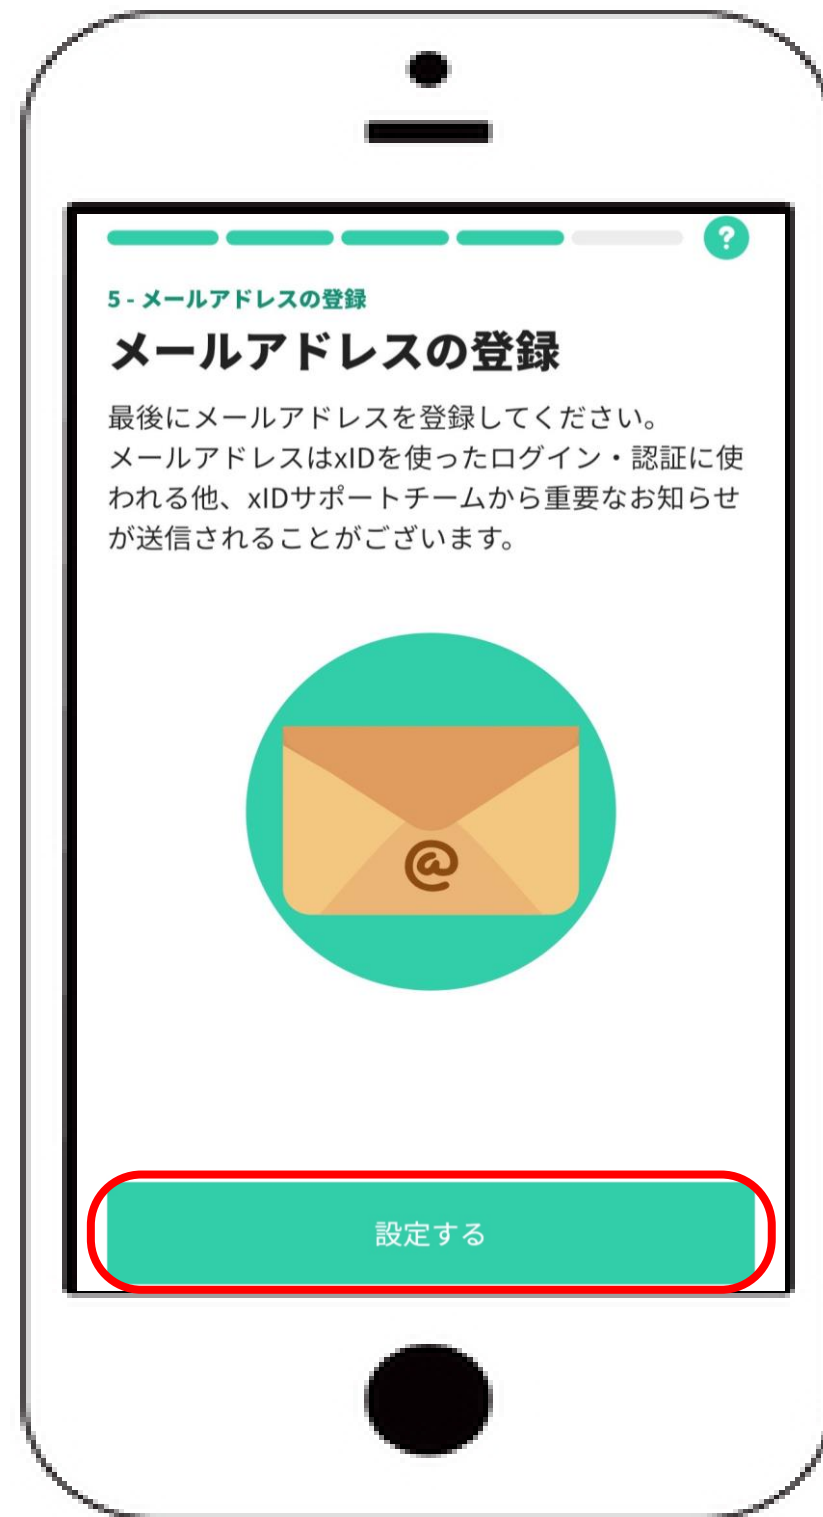 ?
5 - メールアドレスの登録
メールアドレスの登録
最後にメールアドレスを登録してください。
メールアドレスはxIDを使ったログイン・認証に使
われる他、xIDサポートチームから重要なお知らせ
が送信されることがございます。
@
設定する